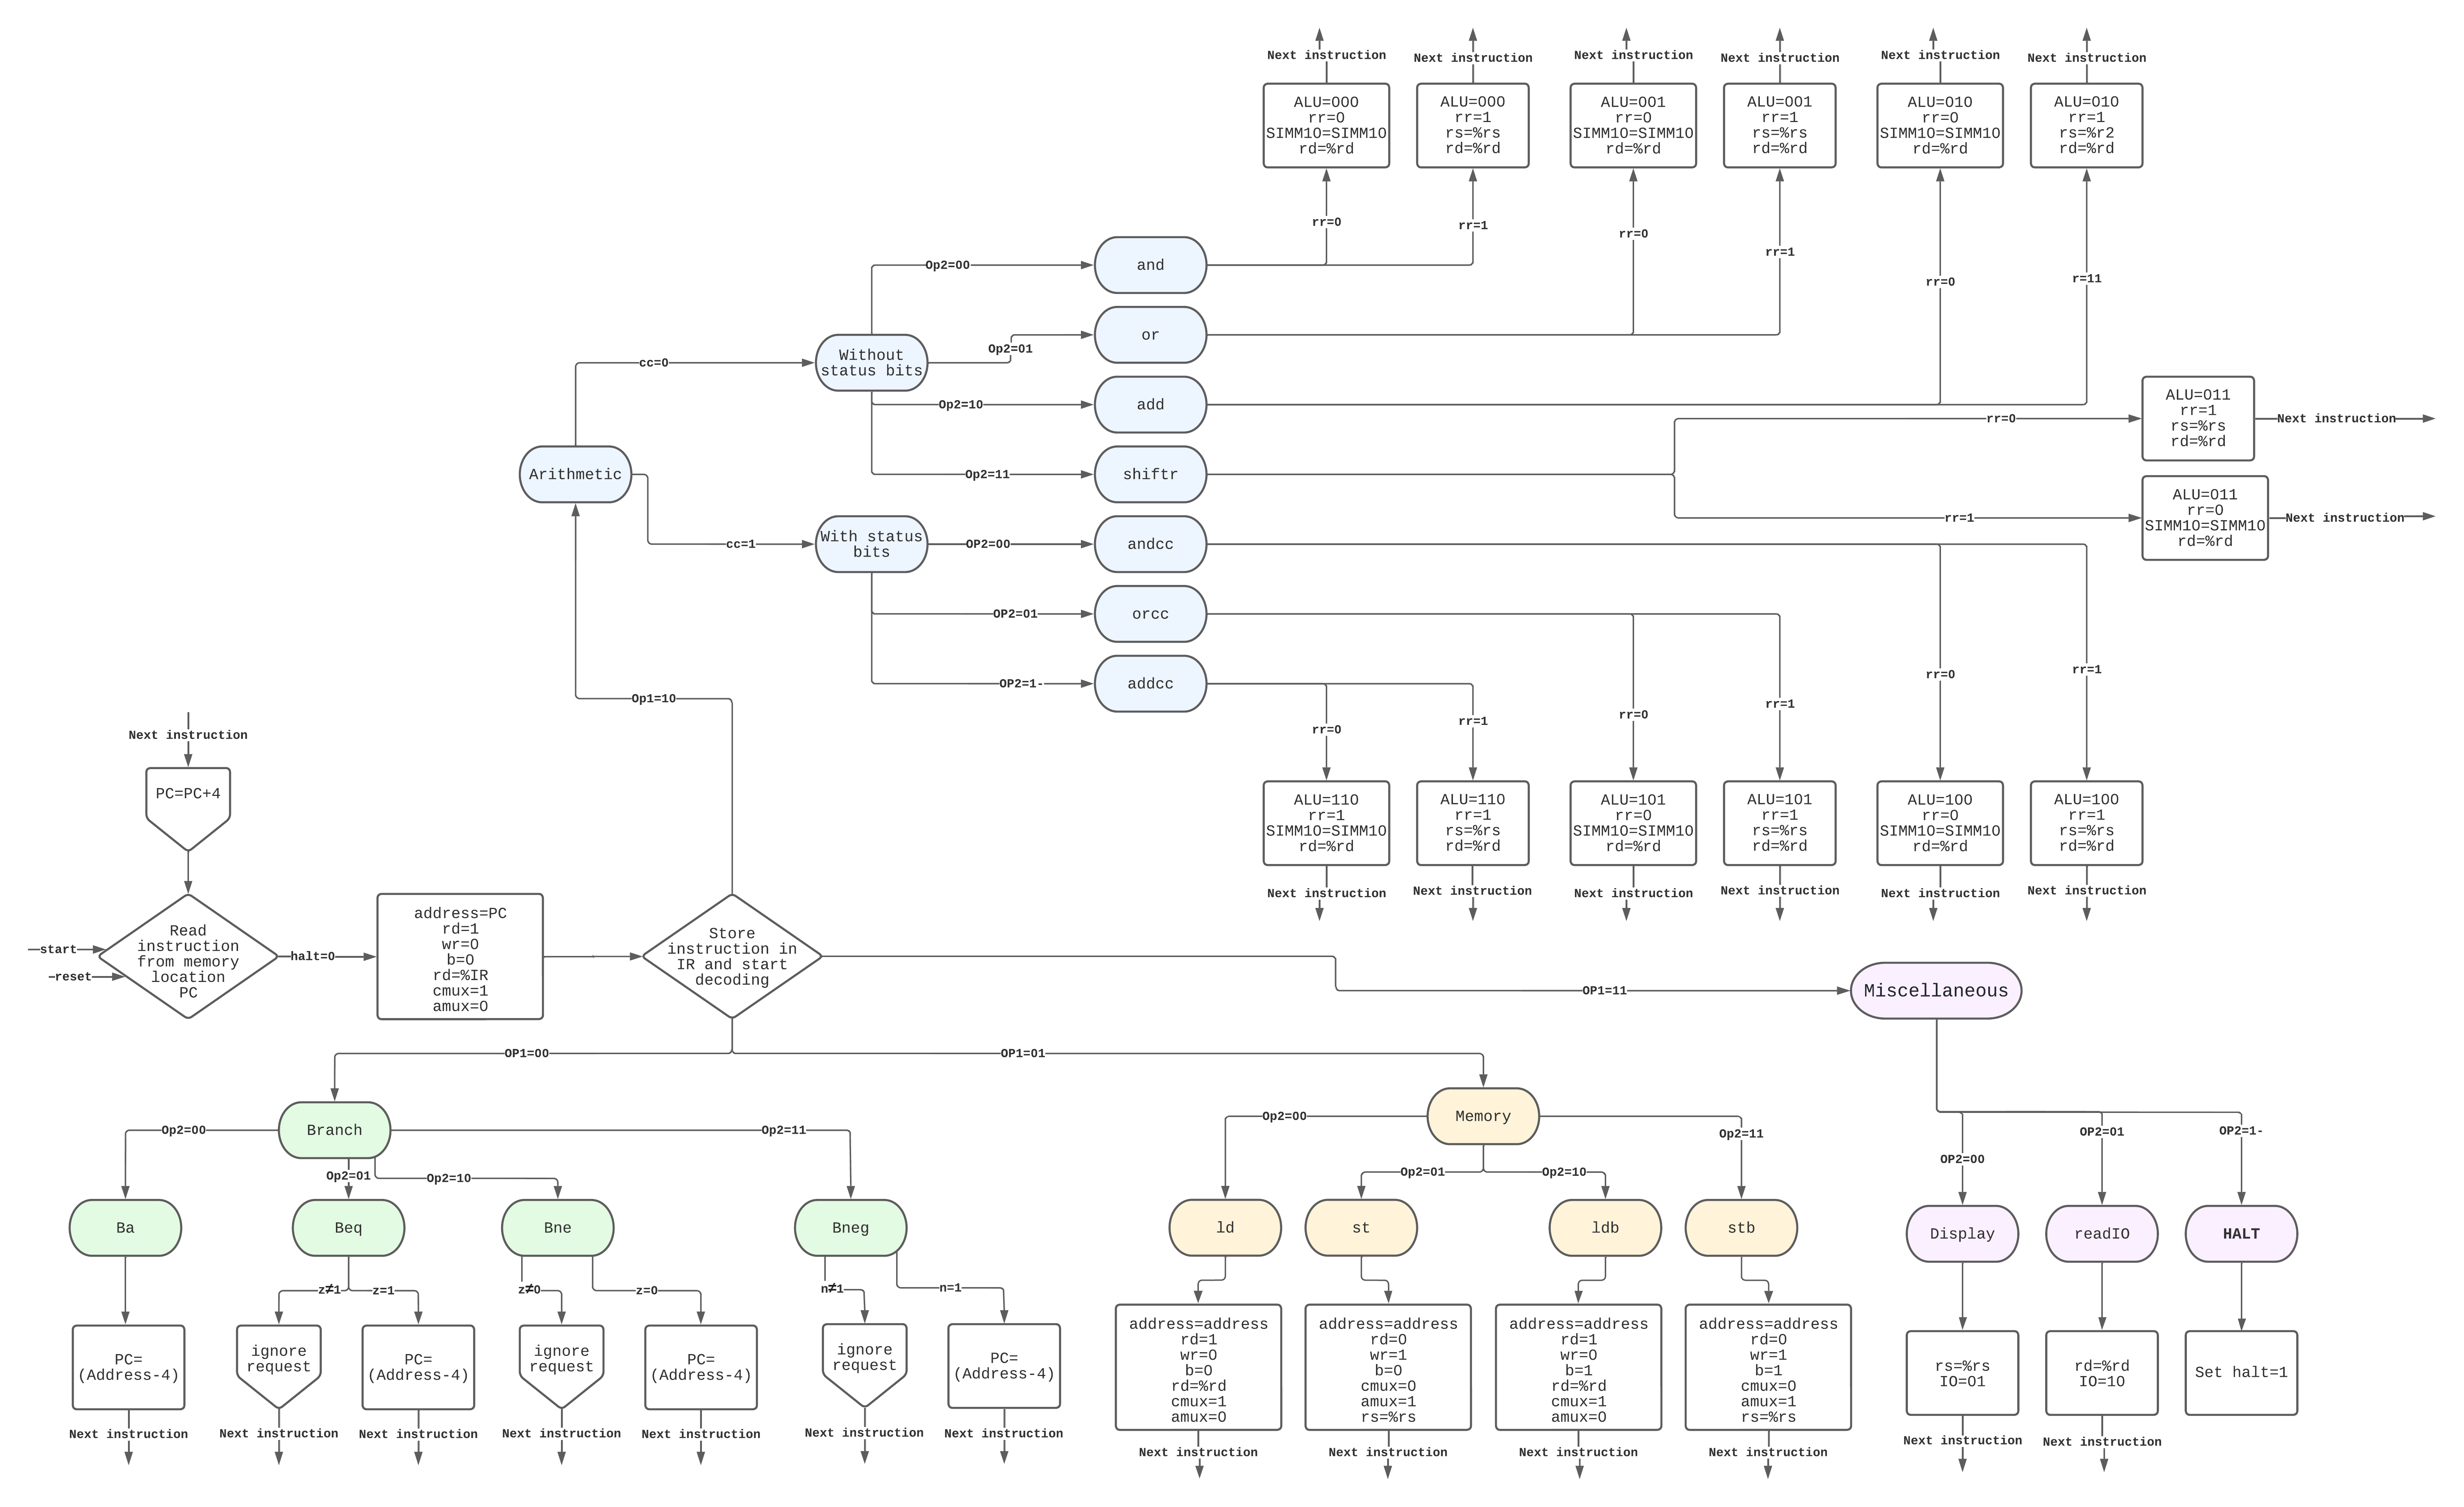 Next instruction
Next instruction
Next instruction
Next instruction
Next instruction
Next instruction
ALU=000
rr=0
SIMM10=SIMM10
rd=%rd
ALU=000
rr=1
rs=%rs
rd=%rd
ALU=001
rr=0
SIMM10=SIMM10
rd=%rd
ALU=001
rr=1
rs=%rs
rd=%rd
ALU=010
rr=0
SIMM10=SIMM10
rd=%rd
ALU=010
rr=1
rs=%r2
rd=%rd
rr=0
rr=1
rr=0
rr=1
rr=0
r=11
Op2=00
and
Op2=01
or
cc=0
Without
status bits
Op2=10
add
Op2=11
shiftr
rr=0
ALU=011
rr=1
rs=%rs
rd=%rd
Next instruction
Arithmetic
rr=1
ALU=011
rr=0
SIMM10=SIMM10
rd=%rd
Next instruction
cc=1
With status
bits
OP2=00
andcc
OP2=01
orcc
OP2=1-
addcc
rr=0
rr=1
rr=0
rr=1
rr=0
rr=1
Op1=10
ALU=110
rr=1
SIMM10=SIMM10
rd=%rd
ALU=110
rr=1
rs=%rs
rd=%rd
ALU=101
rr=0
SIMM10=SIMM10
rd=%rd
ALU=101
rr=1
rs=%rs
rd=%rd
ALU=100
rr=0
SIMM10=SIMM10
rd=%rd
ALU=100
rr=1
rs=%rs
rd=%rd
Next instruction
Next instruction
Next instruction
Next instruction
Next instruction
Next instruction
Next instruction
PC=PC+4
start
reset
Read
instruction
from memory
location
PC
halt=0
address=PC
rd=1
wr=0
b=0
rd=%IR
cmux=1
amux=0
Store
instruction in
IR and start
decoding
OP1=11
Miscellaneous
OP1=00
OP1=01
Branch
Op2=00
Op2=01
Op2=10
Op2=11
Ba
Beq
Bne
Bneg
z≠1
z=1
z≠0
z=0
n≠1
n=1
PC=
(Address-4)
ignore
request
PC=
(Address-4)
ignore
request
PC=
(Address-4)
ignore
request
PC=
(Address-4)
Next instruction
Next instruction
Next instruction
Next instruction
Next instruction
Next instruction
Next instruction
Memory
Op2=00
Op2=01
Op2=10
Op2=11
ld
st
ldb
stb
address=address
rd=1
wr=0
b=0
rd=%rd
cmux=1
amux=0
address=address
rd=0
wr=1
b=0
cmux=0
amux=1
rs=%rs
address=address
rd=1
wr=0
b=1
rd=%rd
cmux=1
amux=0
address=address
rd=0
wr=1
b=1
cmux=0
amux=1
rs=%rs
Next instruction
Next instruction
Next instruction
Next instruction
OP2=00
OP2=01
OP2=1-
Display
readIO
HALT
rs=%rs
IO=01
rd=%rd
IO=10
Set halt=1
Next instruction
Next instruction